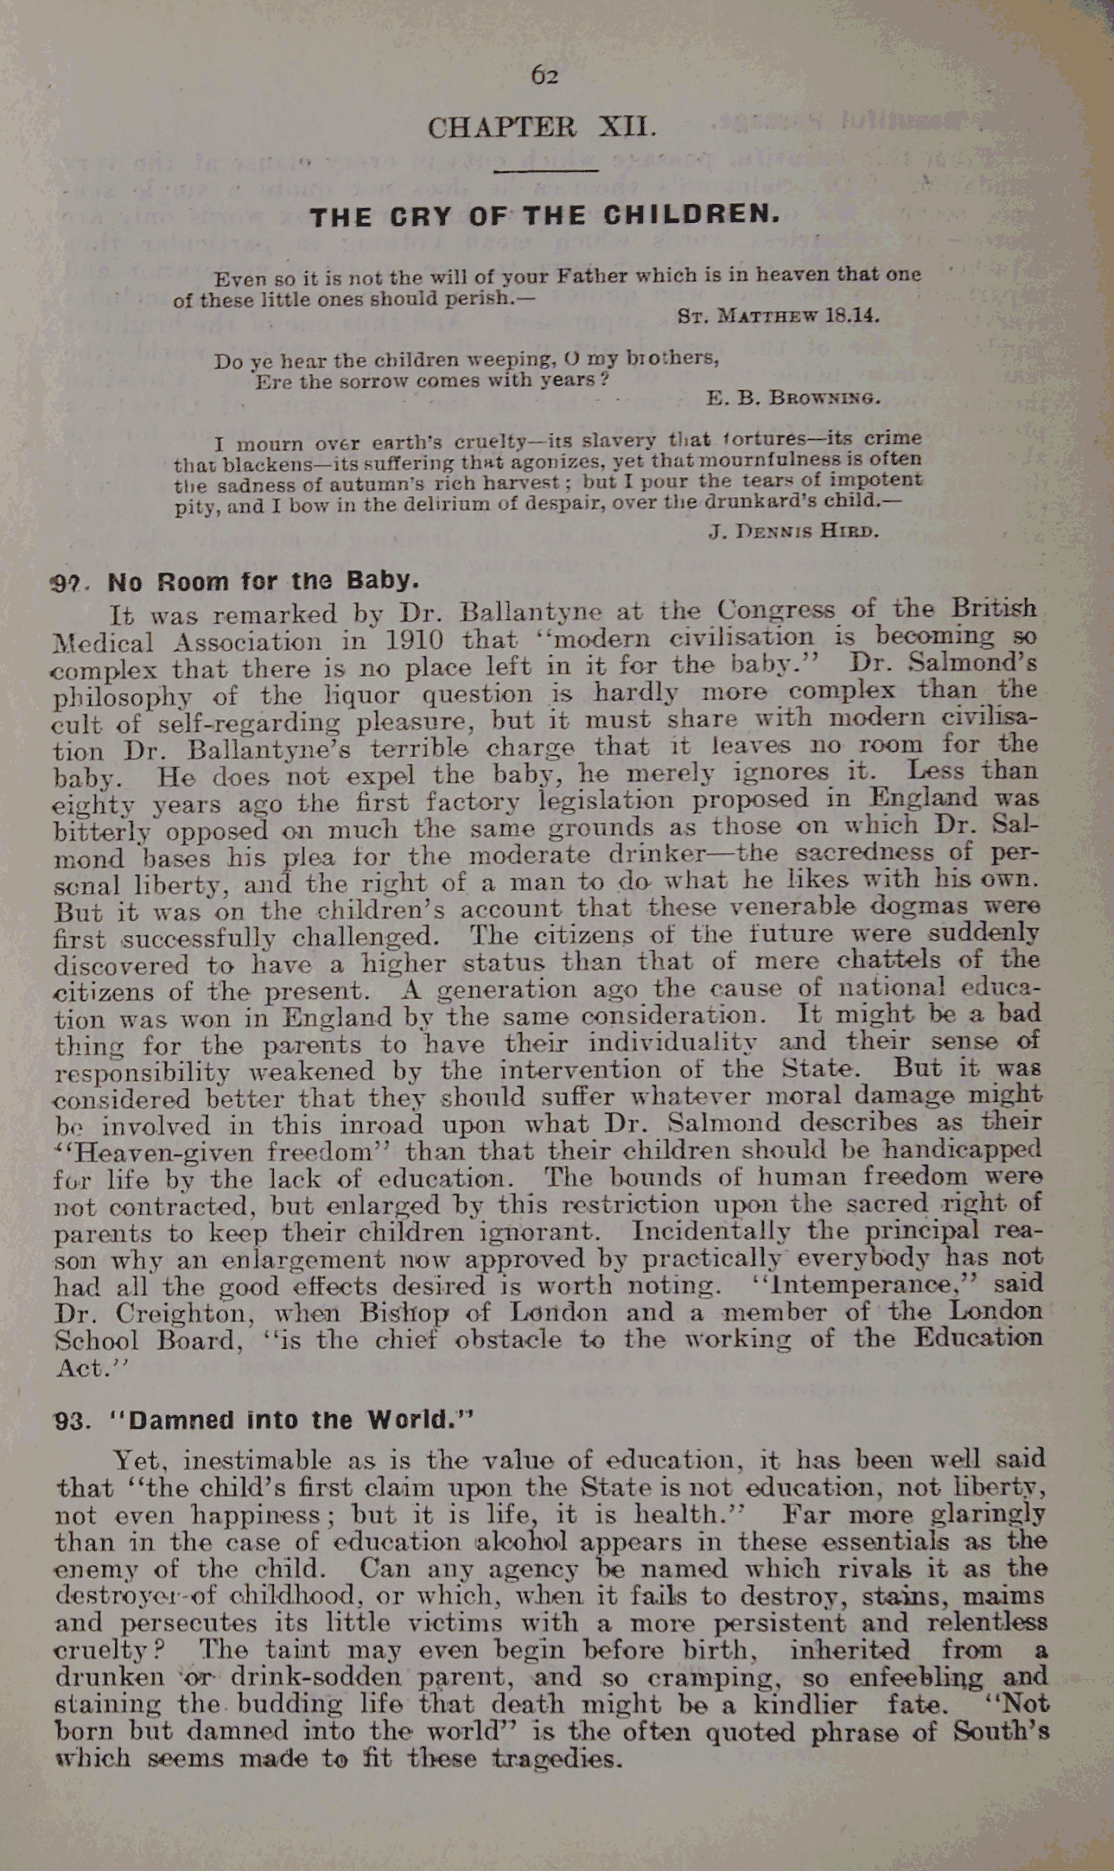 62
CHAPTER XII.
THE CRY OF THE CHILDREN.
Even so it is not the will of your Father which is in heaven that one
of these little ones should perish.—
ST. MATTHEW 18.14.
Do ye hear the children weeping, O my brothers,
Ere the sorrow comes with years?
E. B. BROWNING.
I mourn over earth's cruelty—its slavery that tortures—its crime
that blackens—its suffering that agonizes, yet that mournfulness is often
the sadness of autumn's rich harvest; but I pour the tears of impotent
pity, and I bow in the delirium of despair, over the drunkard's child.—
J. DENNIS HIRD.
92. No Room for the Baby.
It was remarked by Dr. Ballantyne at the Congress of the British
Medical Association in 1910 that "modern civilisation is becoming so
complex that there is no place left in it for the baby." Dr. Salmond's
philosophy of the liquor question is hardly more complex than the
cult of self-regarding pleasure, but it must share with modern civilisa-
tion Dr. Ballantyne's terrible charge that it leaves no room for the
baby. He does not expel the baby, he merely ignores it. Less than
eighty years ago the first factory legislation proposed in England was
bitterly opposed on much the same grounds as those on which Dr. Sal-
mond bases his plea for the moderate drinker—the sacredness of per-
sonal liberty, and the right of a man to do what he likes with his own.
But it was on the children's account that these venerable dogmas were
first successfully challenged. The citizens of the future were suddenly
discovered to have a higher status than that of mere chattels of the
citizens of the present. A generation ago the cause of national educa-
tion was won in England by the same consideration. It might be a bad
thing for the parents to have their individuality and their sense of
responsibility weakened by the intervention of the State. But it was
considered better that they should suffer whatever moral damage might
be involved in this inroad upon what Dr. Salmond describes as their
"Heaven-given freedom" than that their children should be handicapped
for life by the lack of education. The bounds of human freedom were
not contracted, but enlarged by this restriction upon the sacred right of
parents to keep their children ignorant. Incidentally the principal rea-
son why an enlargement now approved by practically everybody has not
had all the good effects desired is worth noting. "Intemperance," said
Dr. Creighton, when Bishop of London and a member of the London
School Board, "is the chief obstacle to the working of the Education
Act."
93. "Damned into the World."
Yet, inestimable as is the value of education, it has been well said
that "the child's first claim upon the State is not education, not liberty,
not even happiness; but it is life, it is health." Far more glaringly
than in the case of education alcohol appears in these essentials as the
enemy of the child. Can any agency be named which rivals it as the
destroyer of childhood, or which, when it fails to destroy, stains, maims
and persecutes its little victims with a more persistent and relentless
cruelty? The taint may even begin before birth, inherited from a
drunken or drink-sodden parent, and so cramping, so enfeebling and
staining the budding life that death might be a kindlier fate. "Not
born but damned into the world" is the often quoted phrase of South's
which seems made to fit these tragedies.